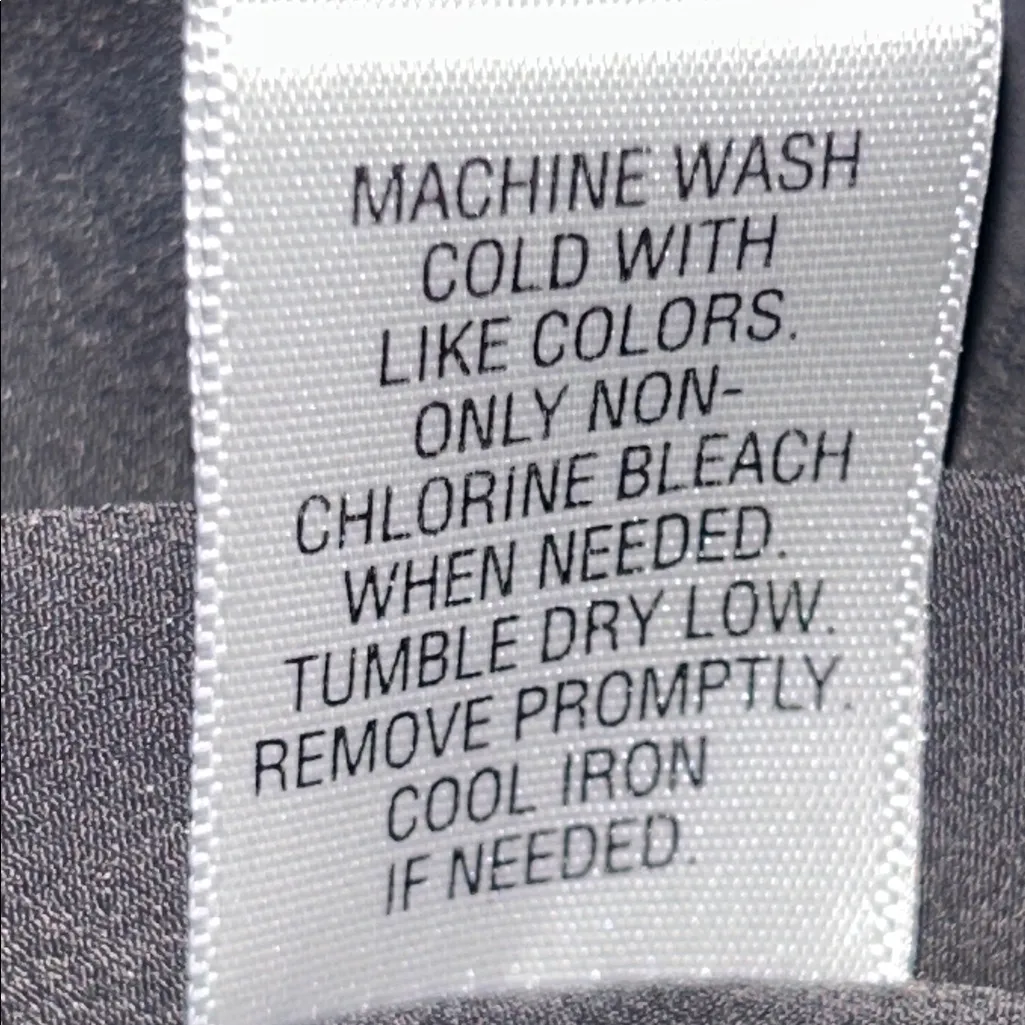 MACHINE WASH
COLD WITH
LIKE COLORS.
ONLY NON-
CHLORINE BLEACH
WHEN NEEDED.
TUMBLE DRY LOW.
REMOVE PROMPTLY.
COOL IRON
IF NEEDED.